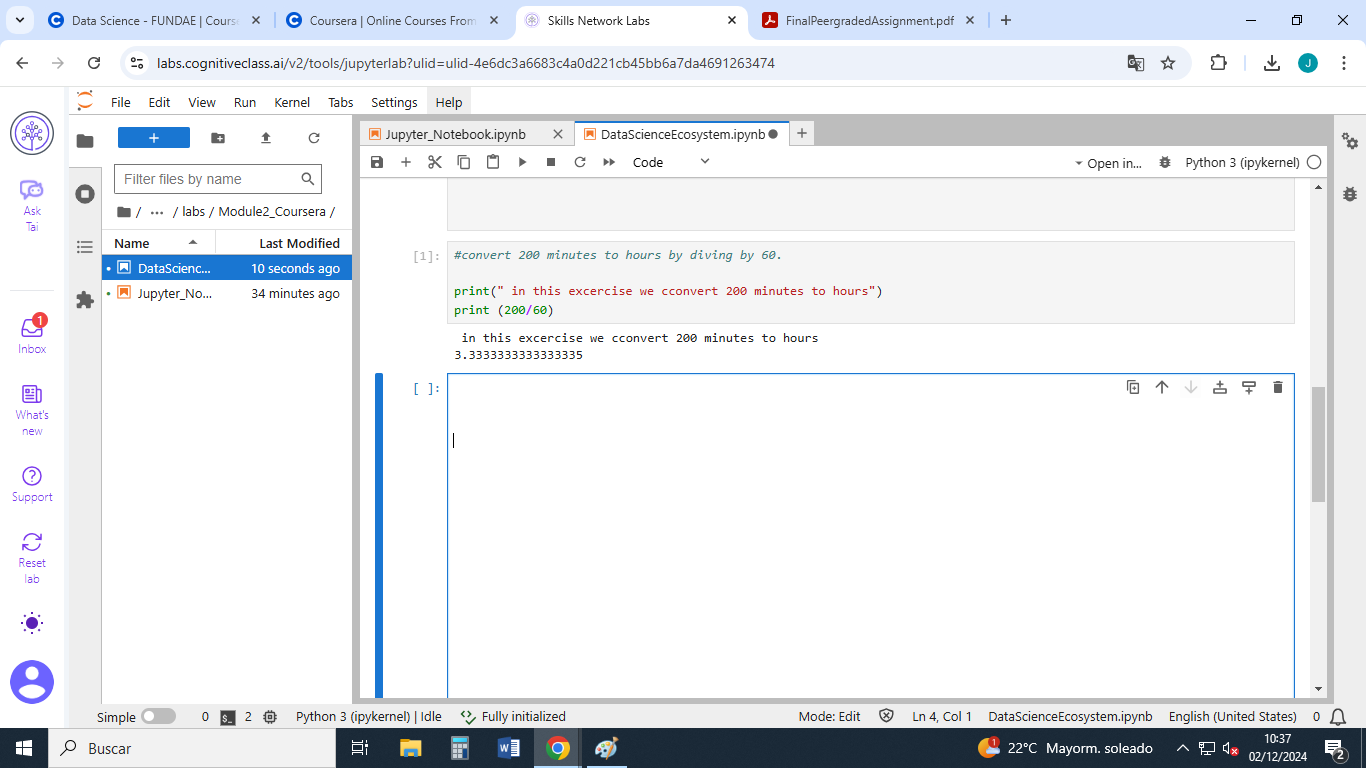 Data Science - FUNDAE | Course
Coursera | Online Courses From
Skills Network Labs
FinalPeergradedAssignment.pdf
labs.cognitiveclass.ai/v2/tools/jupyterlab?ulid=ulid-4e6dc3a6683c4a0d221cb45bb6a7da4691263474
J
File Edit View Run Kernel Tabs Settings Help
Ask
Tai
1
Inbox
What's
new
Support
Reset
lab
Filter files by name
/ ... / labs / Module2_Coursera /
Name Last Modified
DataScienc... 10 seconds ago
Jupyter_No... 34 minutes ago
Jupyter_Notebook.ipynb
DataScienceEcosystem.ipynb
Code
Open in...
Python 3 (ipykernel)
[1]:
#convert 200 minutes to hours by diving by 60.
print(" in this excercise we cconvert 200 minutes to hours")
print (200/60)
in this excercise we cconvert 200 minutes to hours
3.3333333333333335
[ ]:
Simple 0 $_ 2 Python 3 (ipykernel) | Idle Fully initialized Mode: Edit Ln 4, Col 1 DataScienceEcosystem.ipynb English (United States) 0
Buscar
1
22°C Mayorm. soleado
10:37
02/12/2024
2